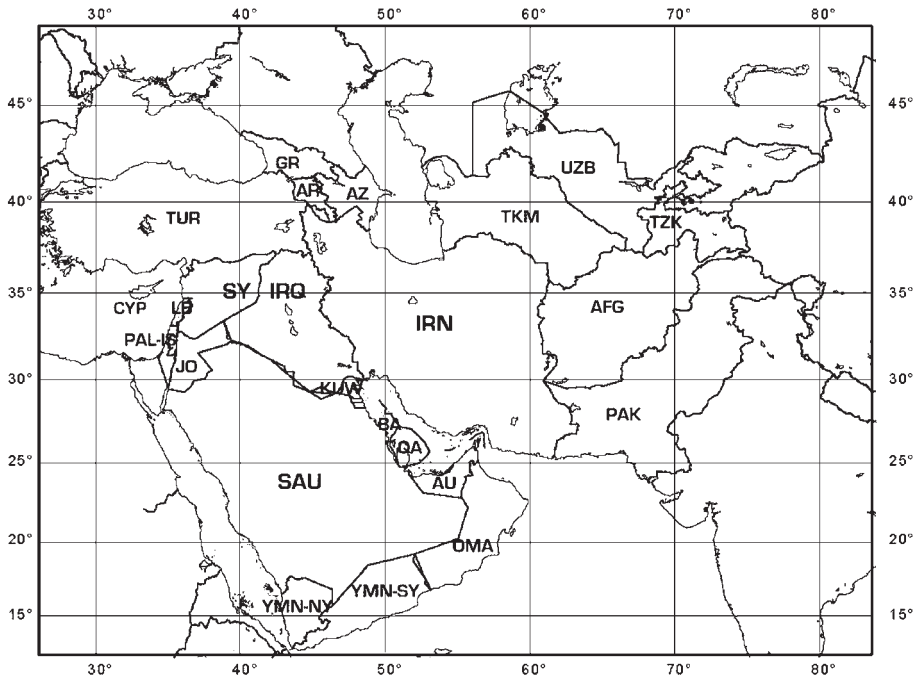 30° 40° 50° 60° 70° 80°
45° 45°
GR UZB
AR AZ
40° TUR TKM TZK 40°
35° SY IRQ 35°
CYP LB IRN AFG
PAL-IS
JO
30° KUW 30°
PAK
BA
QA
25° 25°
SAU AU
20° OMA 20°
YMN-SY
15° YMN-NY 15°
30° 40° 50° 60° 70° 80°